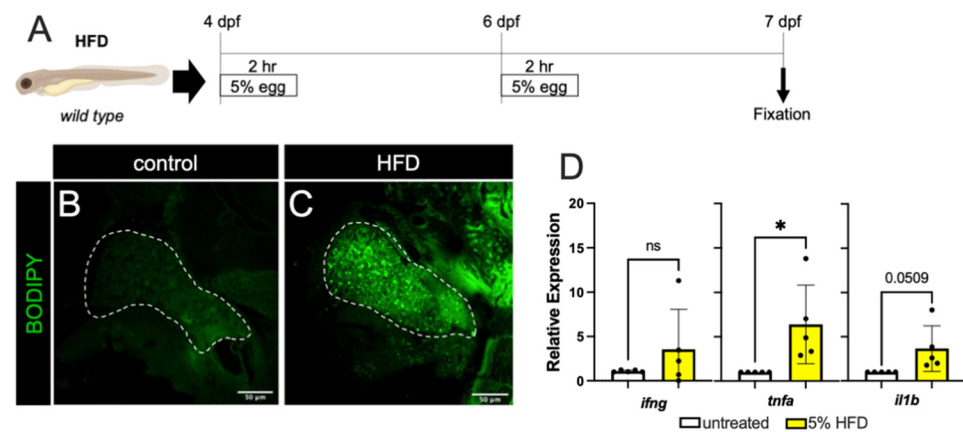 A
HFD
wild type
4 dpf
6 dpf
7 dpf
2 hr
5% egg
2 hr
5% egg
Fixation
control
HFD
BODIPY
B
50 µm
C
50 µm
D
Relative Expression
20
15
10
5
0
ns
*
0.0509
ifng
tnfa
il1b
untreated
5% HFD